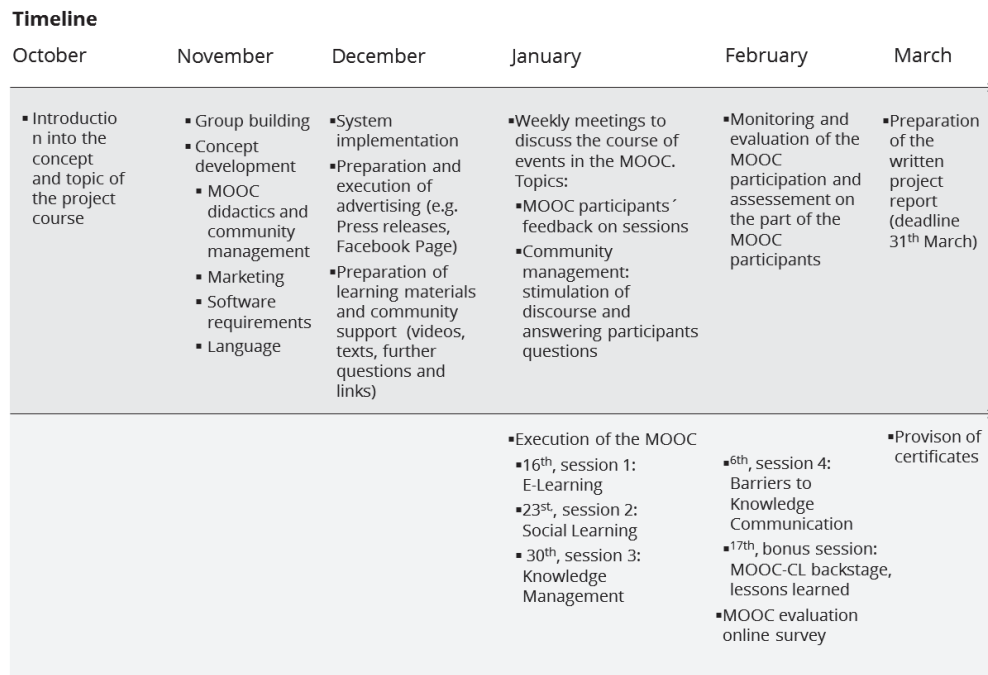 Timeline
October
November
December
January
February
March
▪ Introductio
n into the
concept
and topic of
the project
course
▪ Group building
▪ Concept
development
▪ MOOC
didactics and
community
management
▪ Marketing
▪ Software
requirements
▪ Language
▪System
implementation
▪Preparation and
execution of
advertising (e.g.
Press releases,
Facebook Page)
▪Preparation of
learning materials
and community
support (videos,
texts, further
questions and
links)
▪Weekly meetings to
discuss the course of
events in the MOOC.
Topics:
▪MOOC participants´
feedback on sessions
▪Community
management:
stimulation of
discourse and
answering participants
questions
▪Monitoring and
evaluation of the
MOOC
participation and
assessement on
the part of the
MOOC
participants
▪Preparation
of the
written
project
report
(deadline
31th March)
▪Execution of the MOOC
▪16th, session 1:
E-Learning
▪23st, session 2:
Social Learning
▪ 30th, session 3:
Knowledge
Management
▪6th, session 4:
Barriers to
Knowledge
Communication
▪17th, bonus session:
MOOC-CL backstage,
lessons learned
▪MOOC evaluation
online survey
▪Provison of
certificates